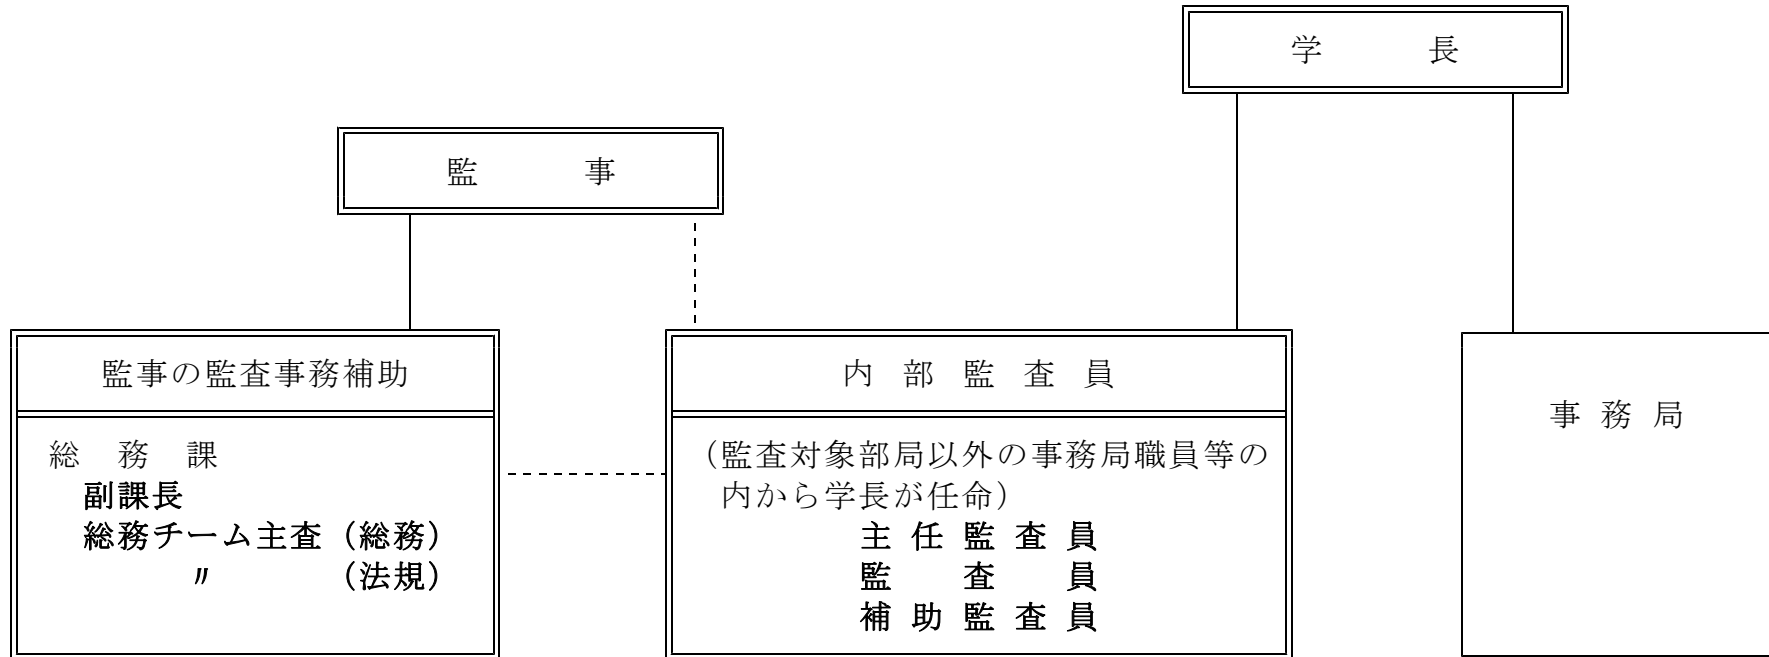 学長
監事
監事の監査事務補助
総務課
副課長
総務チーム主査（総務）
〃（法規）
内部監査員
（監査対象部局以外の事務局職員等の
内から学長が任命）
主任監査員
監査員
補助監査員
事務局